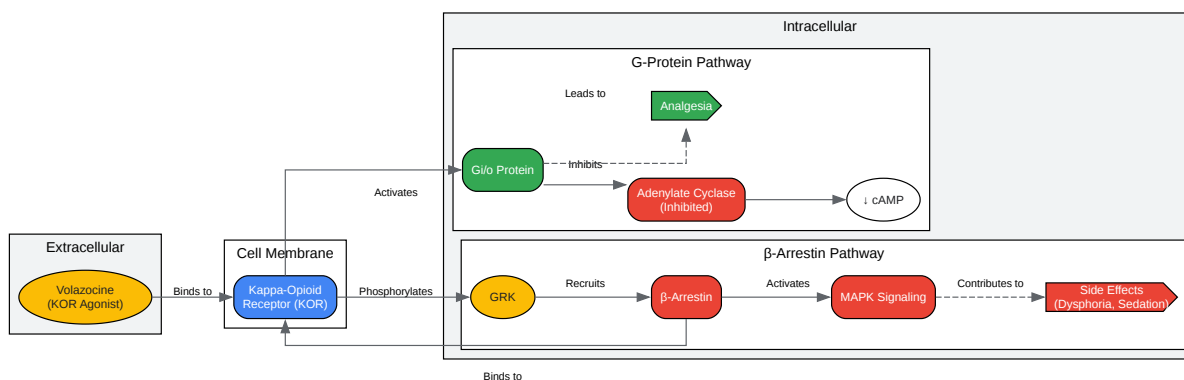 Intracellular
G-Protein Pathway
Leads to
Analgesia
Gi/o Protein
Inhibits
Activates
Adenylate Cyclase
(Inhibited)
↓ cAMP
Extracellular
Volazocine
(KOR Agonist)
Binds to
Cell Membrane
Kappa-Opioid
Receptor (KOR)
Phosphorylates
β-Arrestin Pathway
GRK
Recruits
β-Arrestin
Activates
MAPK Signaling
Contributes to
Side Effects
(Dysphoria, Sedation)
Binds to